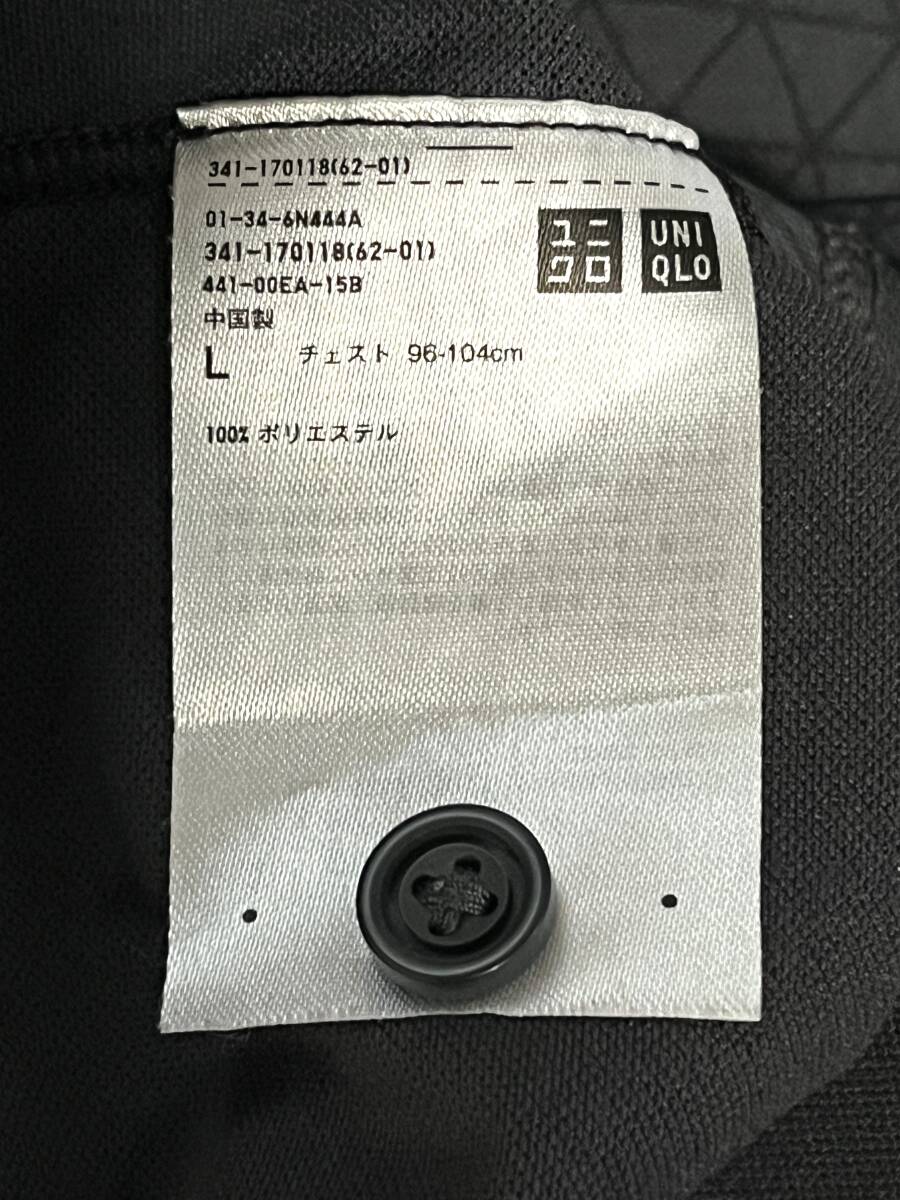 341-170118(62-01)
01-34-6N444A
341-170118(62-01)
441-00EA-15B
中国製
L チェスト 96-104cm
100% ポリエステル
ユニ
クロ
UNI
QLO